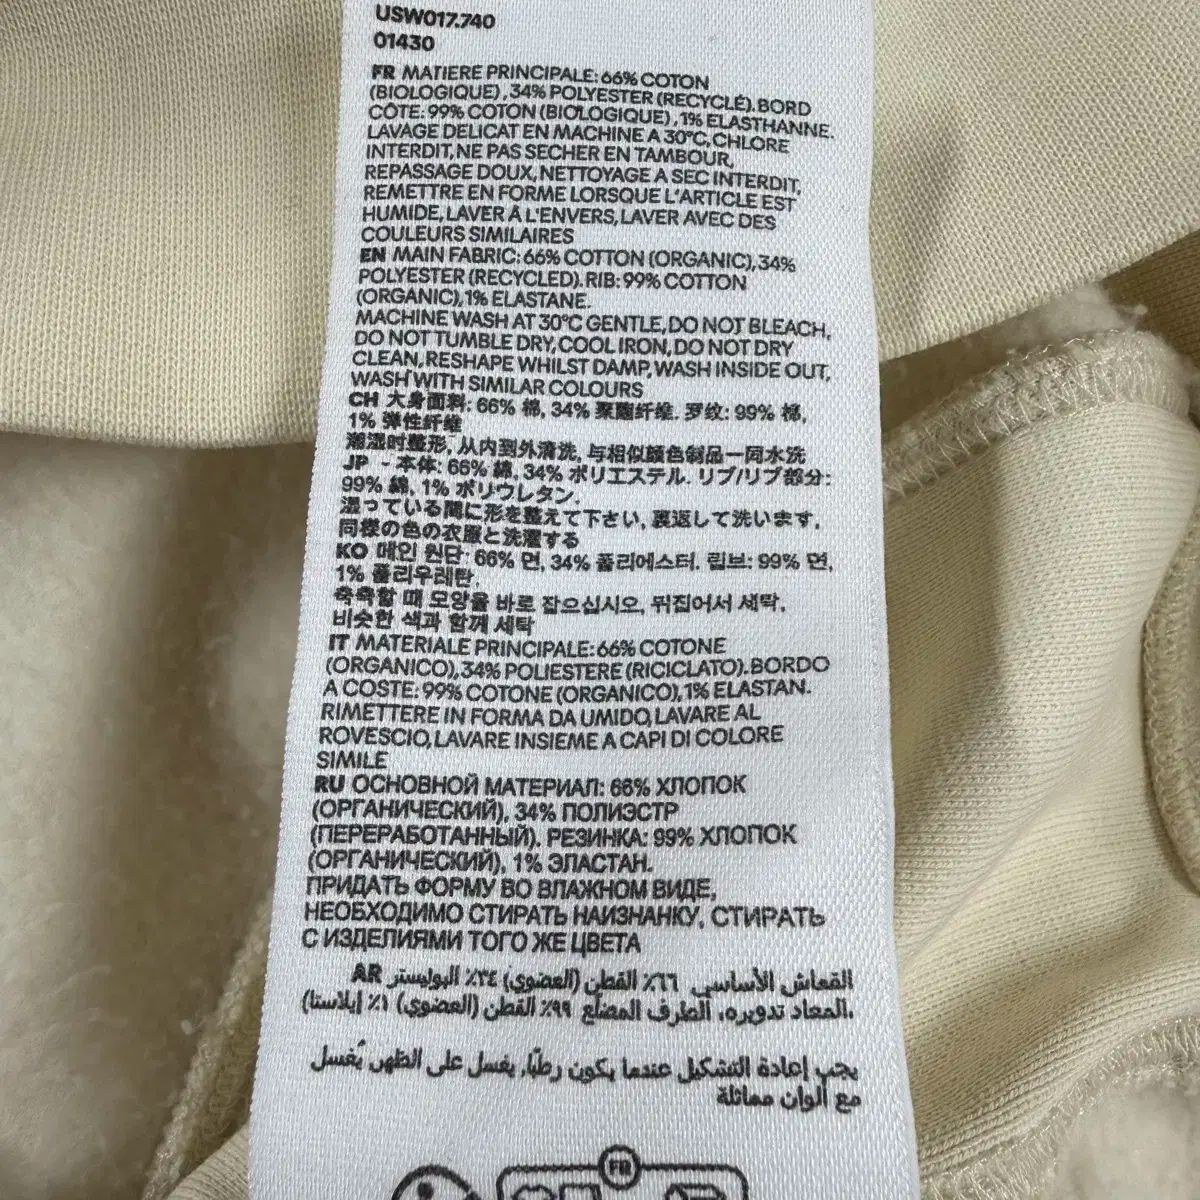 USW017.740
01430
FR MATIERE PRINCIPALE: 66% COTON
(BIOLOGIQUE), 34% POLYESTER (RECYCLÉ). BORD
CÔTE: 99% COTON (BIOLOGIQUE), 1% ELASTHANNE.
LAVAGE DELICAT EN MACHINE A 30°C, CHLORE
INTERDIT, NE PAS SECHER EN TAMBOUR,
REPASSAGE DOUX, NETTOYAGE A SEC INTERDIT,
REMETTRE EN FORME LORSQUE L'ARTICLE EST
HUMIDE, LAVER À L'ENVERS, LAVER AVEC DES
COULEURS SIMILAIRES
EN MAIN FABRIC: 66% COTTON (ORGANIC), 34%
POLYESTER (RECYCLED). RIB: 99% COTTON
(ORGANIC), 1% ELASTANE.
MACHINE WASH AT 30°C GENTLE, DO NOT BLEACH,
DO NOT TUMBLE DRY, COOL IRON, DO NOT DRY
CLEAN, RESHAPE WHILST DAMP, WASH INSIDE OUT,
WASH WITH SIMILAR COLOURS
CH 大身面料: 66% 棉, 34% 聚酯纤维. 罗纹: 99% 棉,
1% 弹性纤维
潮湿时整形, 从内到外清洗, 与相似颜色制品一同水洗
JP - 本体: 66% 綿, 34% ポリエステル. リブ/リブ部分:
99% 綿, 1% ポリウレタン.
湿っている間に形を整えて下さい, 裏返して洗います,
同様の色の衣服と洗濯する
KO 메인 원단: 66% 면, 34% 폴리에스터. 립브: 99% 면,
1% 폴리우레탄.
축축할 때 모양을 바로 잡으십시오, 뒤집어서 세탁,
비슷한 색과 함께 세탁
IT MATERIALE PRINCIPALE: 66% COTONE
(ORGANICO), 34% POLIESTERE (RICICLATO). BORDO
A COSTE: 99% COTONE (ORGANICO), 1% ELASTAN.
RIMETTERE IN FORMA DA UMIDO, LAVARE AL
ROVESCIO, LAVARE INSIEME A CAPI DI COLORE
SIMILE
RU ОСНОВНОЙ МАТЕРИАЛ: 66% ХЛОПОК
(ОРГАНИЧЕСКИЙ), 34% ПОЛИЭСТР
(ПЕРЕРАБОТАННЫЙ). РЕЗИНКА: 99% ХЛОПОК
(ОРГАНИЧЕСКИЙ), 1% ЭЛАСТАН.
ПРИДАТЬ ФОРМУ ВО ВЛАЖНОМ ВИДЕ,
НЕОБХОДИМО СТИРАТЬ НАИЗНАНКУ, СТИРАТЬ
С ИЗДЕЛИЯМИ ТОГО ЖЕ ЦВЕТА
AR القماش الأساسي ٦٦٪ القطن (العضوي) ٣٤٪ البوليستر
المعاد تدويره. الطرف المضلّع ٩٩٪ القطن (العضوي) ١٪ إيلاستا)
يجب إعادة التشكيل عندما يكون رطبًا, يغسل على الظهر, يُغسل
مع ألوان مماثلة
FR